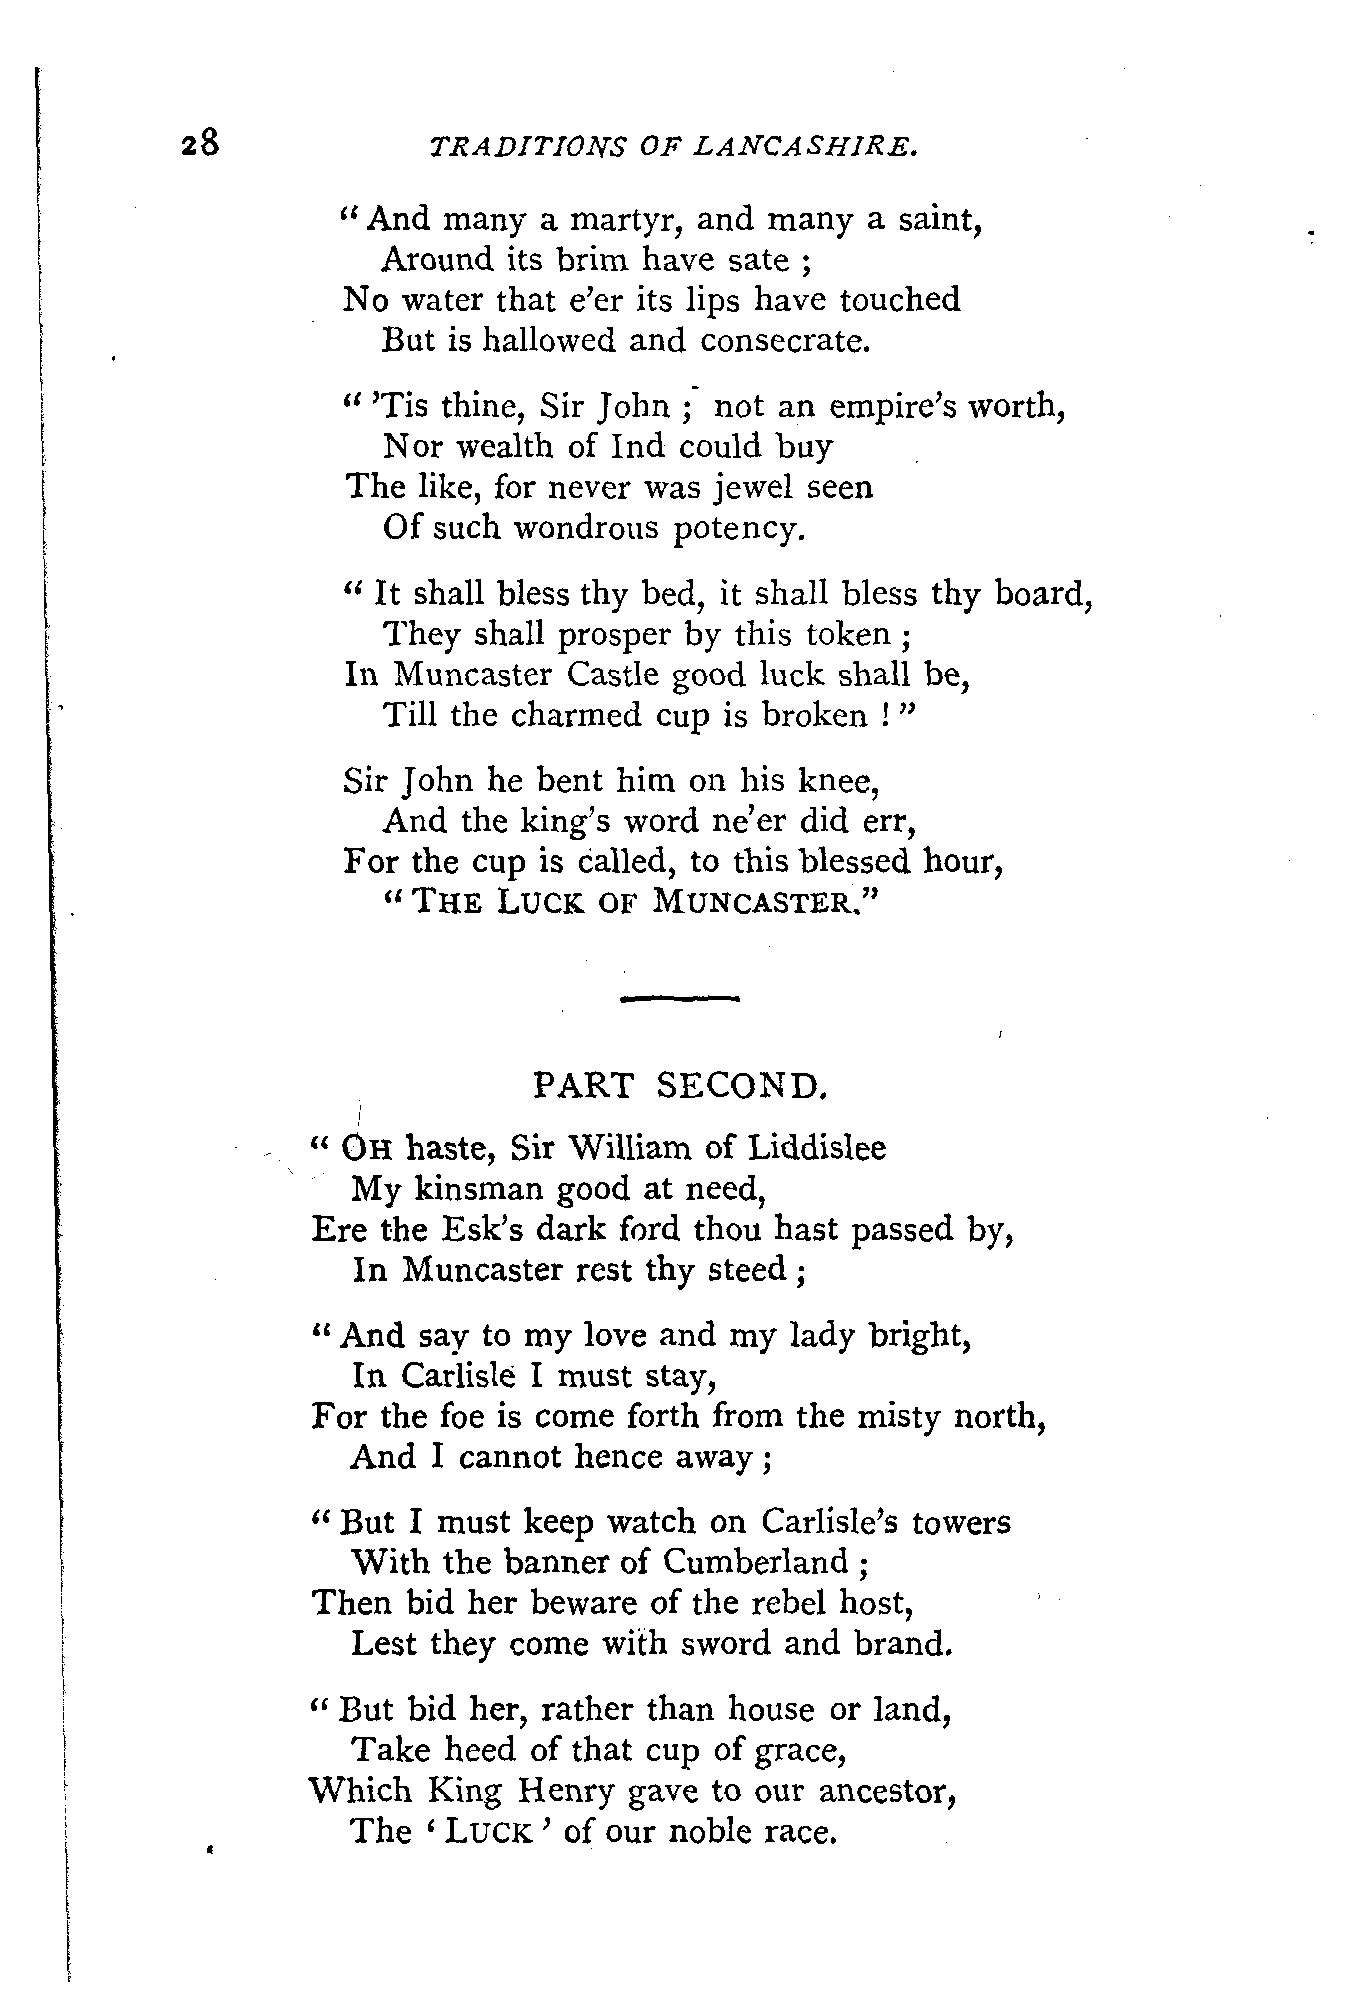 28 TRADITIONS OF LANCASHIRE.
“ And many a martyr, and many a saint,
Around its brim have sate ;
No water that e’er its lips have touched
But is hallowed and consecrate.
“ ’Tis thine, Sir John ; not an empire’s worth,
Nor wealth of Ind could buy
The like, for never was jewel seen
Of such wondrous potency.
“ It shall bless thy bed, it shall bless thy board,
They shall prosper by this token ;
In Muncaster Castle good luck shall be,
Till the charmed cup is broken ! ”
Sir John he bent him on his knee,
And the king’s word ne’er did err,
For the cup is called, to this blessed hour,
“ THE LUCK OF MUNCASTER.”
PART SECOND.
“ OH haste, Sir William of Liddislee
My kinsman good at need,
Ere the Esk’s dark ford thou hast passed by,
In Muncaster rest thy steed ;
“ And say to my love and my lady bright,
In Carlisle I must stay,
For the foe is come forth from the misty north,
And I cannot hence away ;
“ But I must keep watch on Carlisle’s towers
With the banner of Cumberland ;
Then bid her beware of the rebel host,
Lest they come with sword and brand.
“ But bid her, rather than house or land,
Take heed of that cup of grace,
Which King Henry gave to our ancestor,
The ‘ LUCK ’ of our noble race.